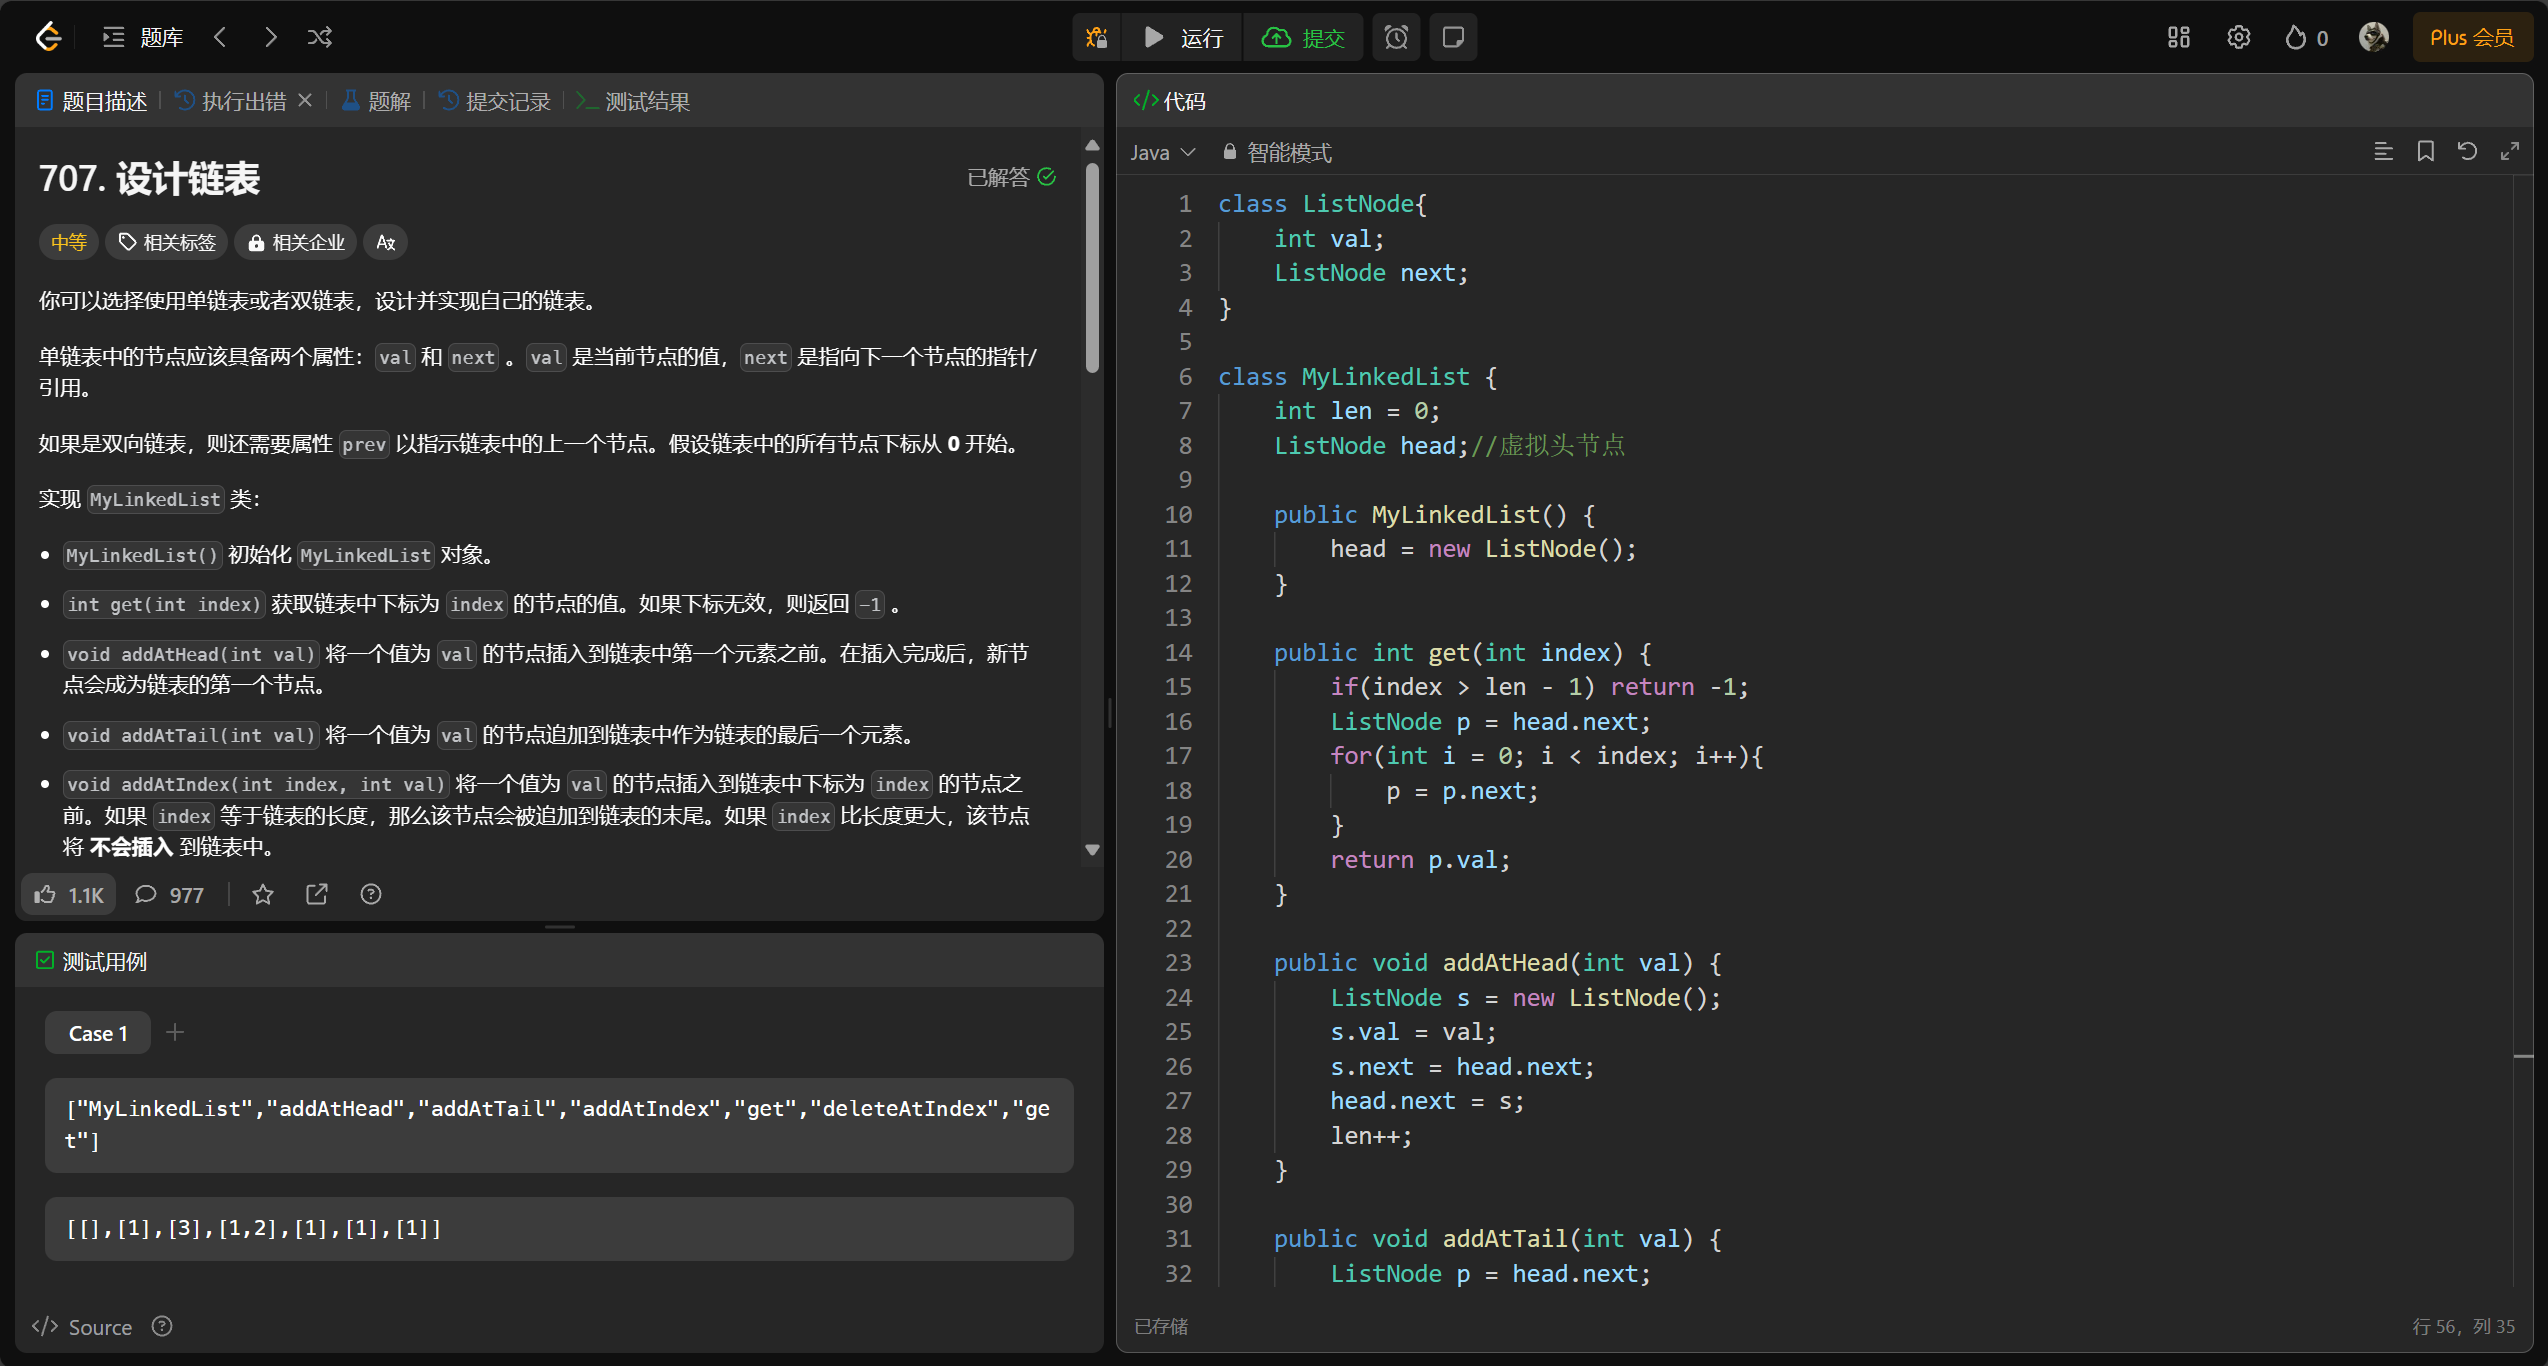 题库
运行
提交
0
Plus 会员
题目描述
执行出错
题解
提交记录
测试结果
707. 设计链表
已解答
中等
相关标签
相关企业
你可以选择使用单链表或者双链表，设计并实现自己的链表。
单链表中的节点应该具备两个属性：val 和 next 。val 是当前节点的值，next 是指向下一个节点的指针/
引用。
如果是双向链表，则还需要属性 prev 以指示链表中的上一个节点。假设链表中的所有节点下标从 0 开始。
实现 MyLinkedList 类：
• MyLinkedList() 初始化 MyLinkedList 对象。
• int get(int index) 获取链表中下标为 index 的节点的值。如果下标无效，则返回 -1 。
• void addAtHead(int val) 将一个值为 val 的节点插入到链表中第一个元素之前。在插入完成后，新节
点会成为链表的第一个节点。
• void addAtTail(int val) 将一个值为 val 的节点追加到链表中作为链表的最后一个元素。
• void addAtIndex(int index, int val) 将一个值为 val 的节点插入到链表中下标为 index 的节点之
前。如果 index 等于链表的长度，那么该节点会被追加到链表的末尾。如果 index 比长度更大，该节点
将 不会插入 到链表中。
1.1K
977
测试用例
Case 1
["MyLinkedList","addAtHead","addAtTail","addAtIndex","get","deleteAtIndex","ge
t"]
[[],[1],[3],[1,2],[1],[1],[1]]
</> Source
</> 代码
Java
智能模式
1 class ListNode{
2     int val;
3     ListNode next;
4 }
5
6 class MyLinkedList {
7     int len = 0;
8     ListNode head;//虚拟头节点
9
10     public MyLinkedList() {
11         head = new ListNode();
12     }
13
14     public int get(int index) {
15         if(index > len - 1) return -1;
16         ListNode p = head.next;
17         for(int i = 0; i < index; i++){
18             p = p.next;
19         }
20         return p.val;
21     }
22
23     public void addAtHead(int val) {
24         ListNode s = new ListNode();
25         s.val = val;
26         s.next = head.next;
27         head.next = s;
28         len++;
29     }
30
31     public void addAtTail(int val) {
32         ListNode p = head.next;
已存储
行 56，列 35